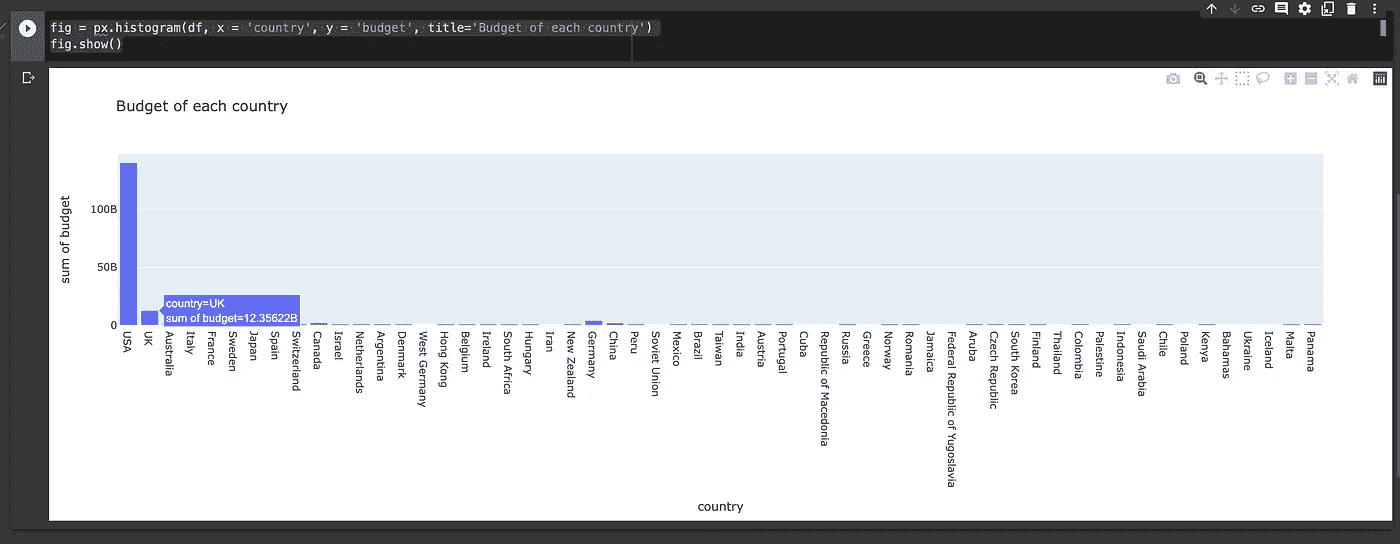 fig = px.histogram(df, x = 'country', y = 'budget', title='Budget of each country')
fig.show()
Budget of each country
sum of budget
100B
50B
0
country=UK
sum of budget=12.35622B
USA
UK
Australia
Italy
France
Sweden
Japan
Spain
Switzerland
Canada
Israel
Netherlands
Argentina
Denmark
West Germany
Hong Kong
Belgium
Ireland
South Africa
Hungary
Iran
New Zealand
Germany
China
Peru
Soviet Union
Mexico
Brazil
Taiwan
India
Austria
Portugal
Cuba
Republic of Macedonia
Russia
Greece
Norway
Romania
Jamaica
Federal Republic of Yugoslavia
Aruba
Czech Republic
South Korea
Finland
Thailand
Colombia
Palestine
Indonesia
Saudi Arabia
Chile
Poland
Kenya
Bahamas
Ukraine
Iceland
Malta
Panama
country